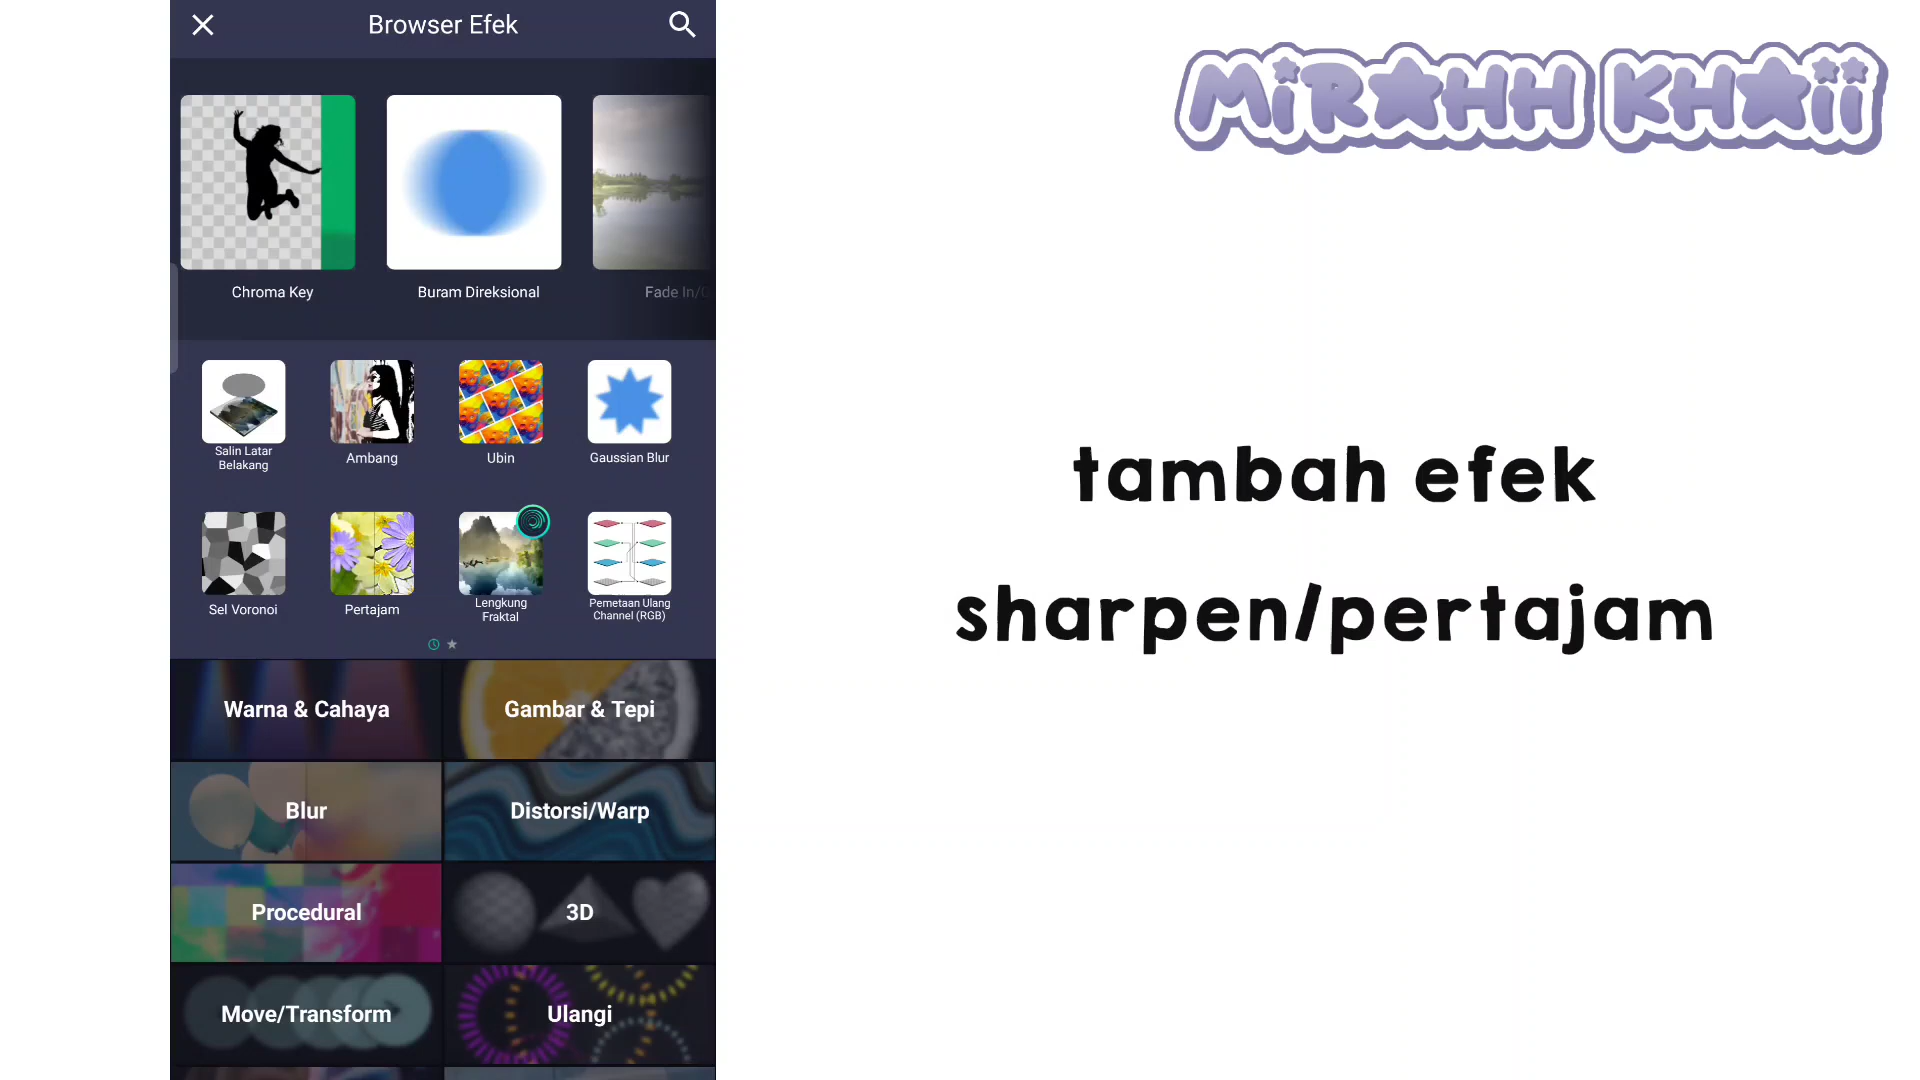 Browser Efek
MiRAHH KHAii
Chroma Key
Buram Direksional
Fade In/O
Salin Latar
Belakang
Ambang
Ubin
Gaussian Blur
Sel Voronoi
Pertajam
Lengkung
Fraktal
Pemetaan Ulang
Channel (RGB)
tambah efek
sharpen/pertajam
Warna & Cahaya
Gambar & Tepi
Blur
Distorsi/Warp
Procedural
3D
Move/Transform
Ulangi